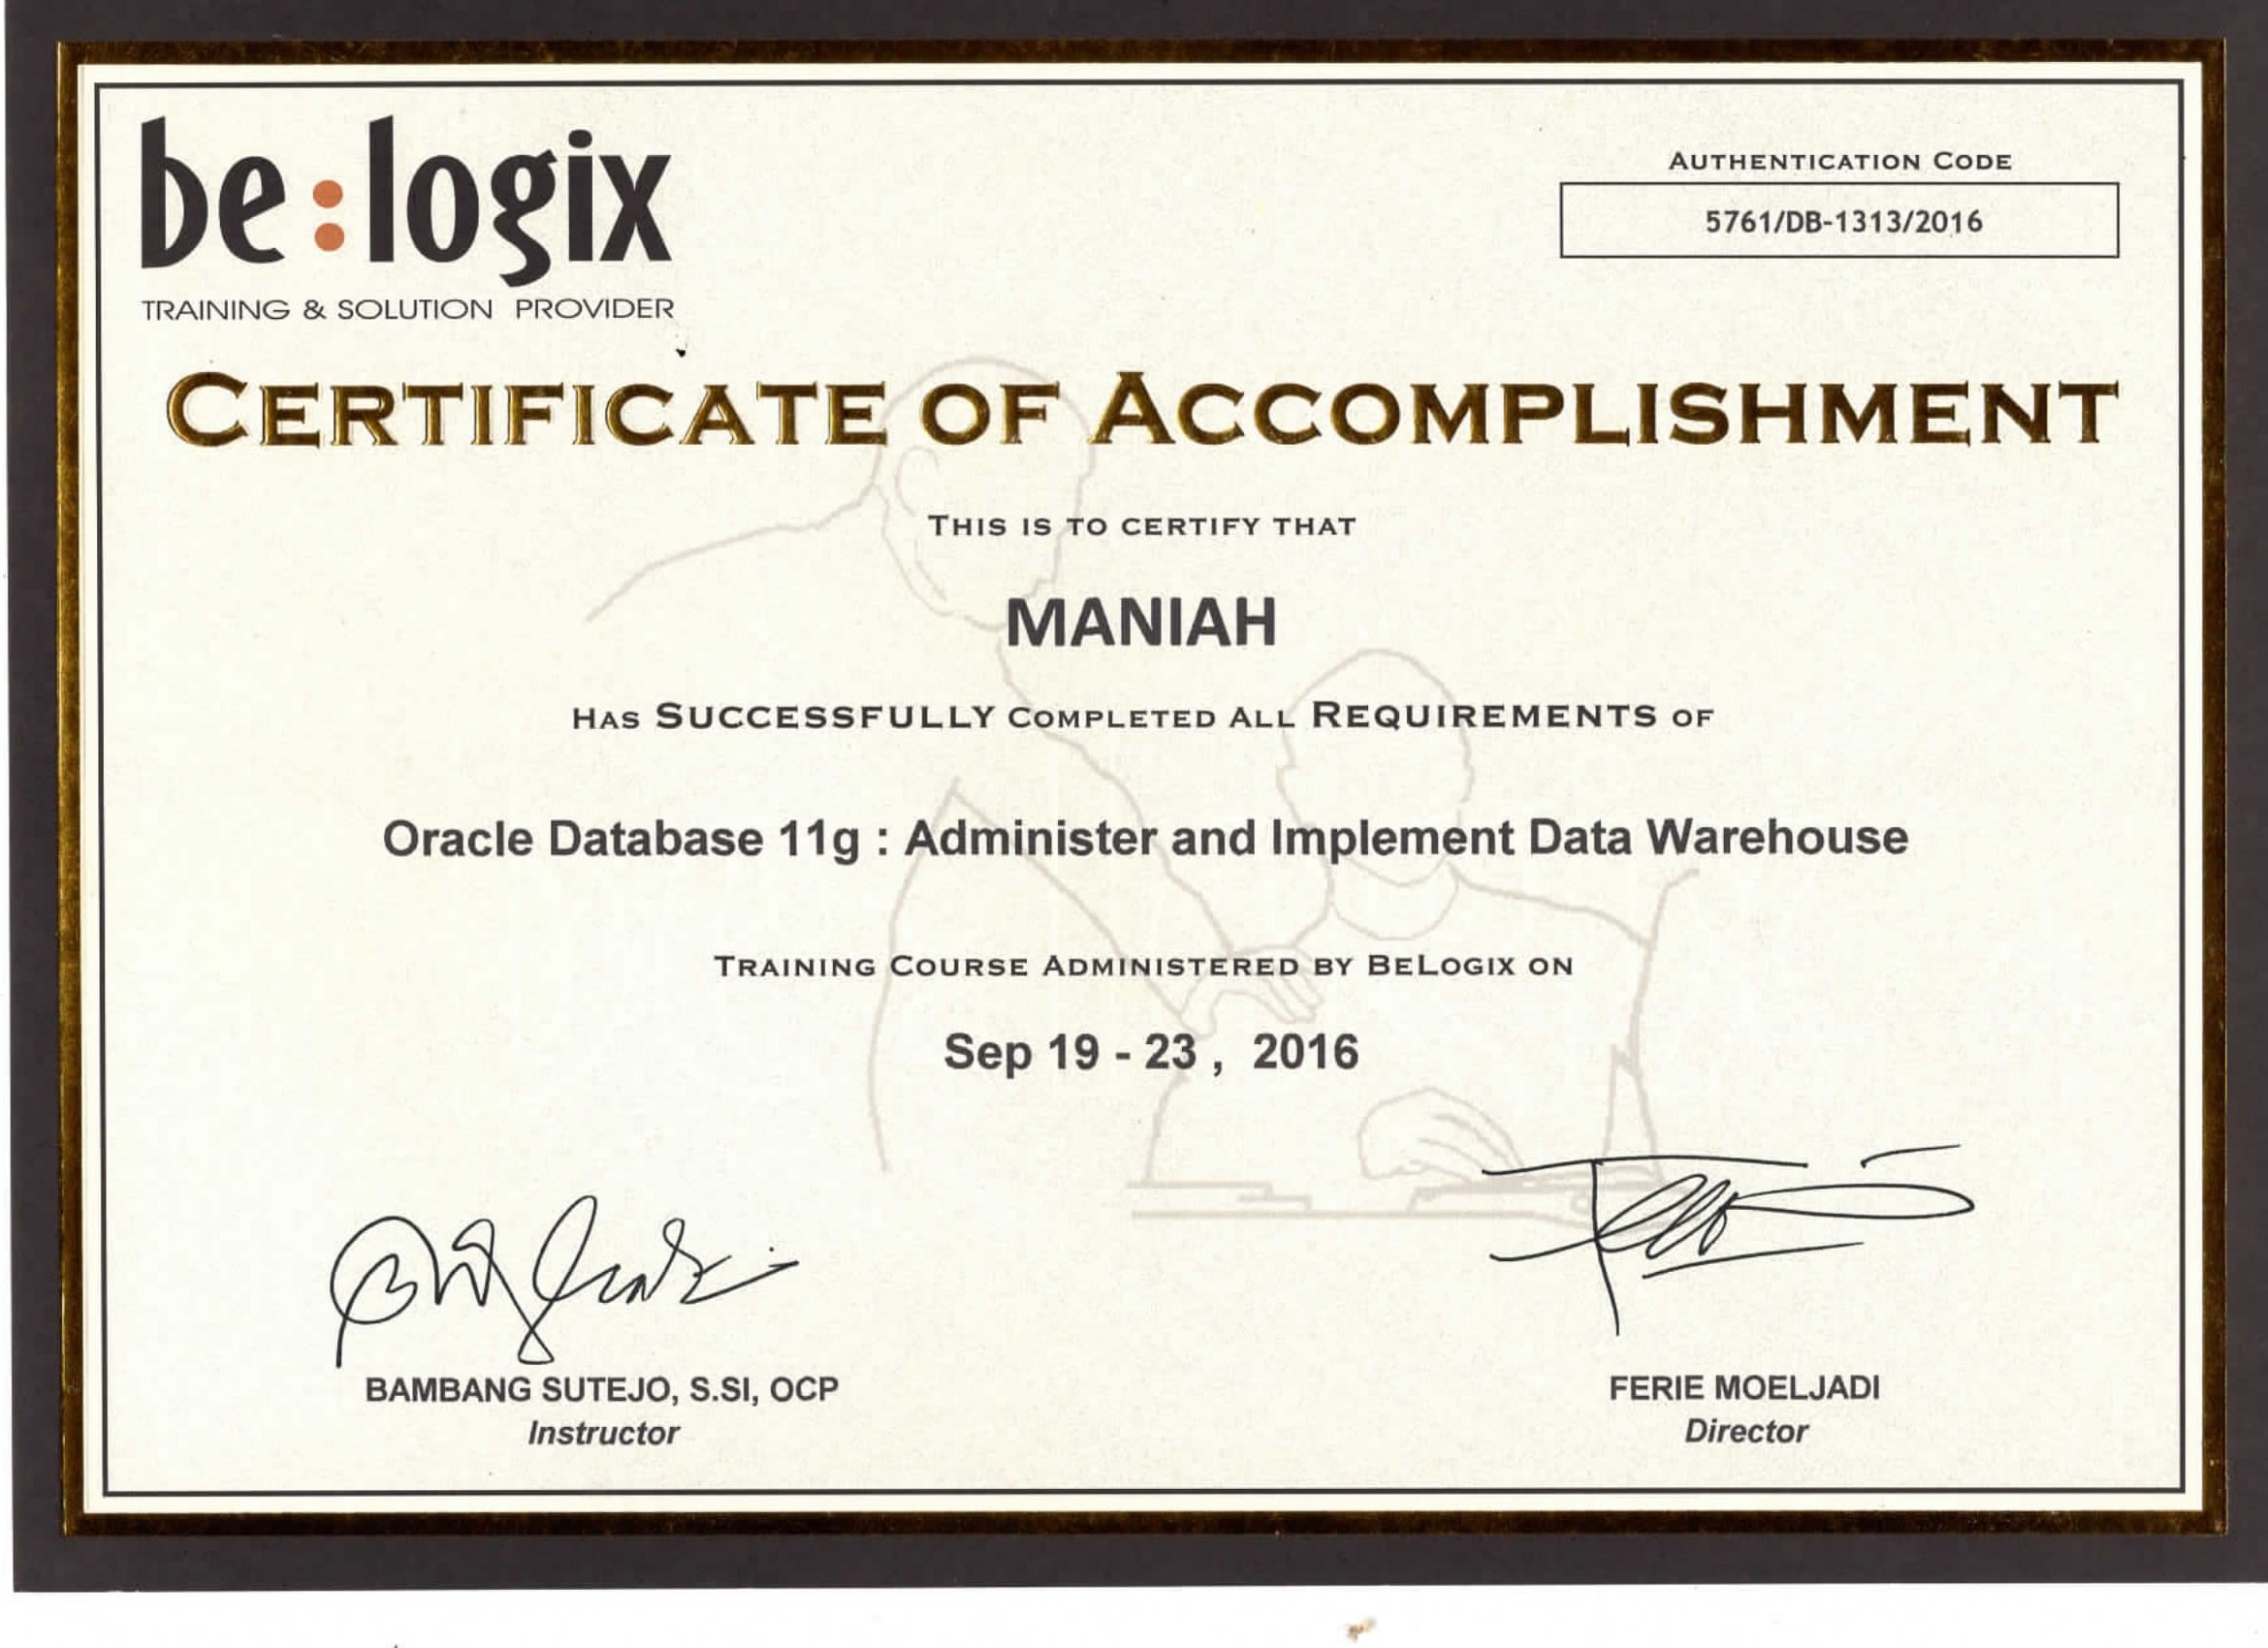 be:logix
TRAINING & SOLUTION PROVIDER
AUTHENTICATION CODE
5761/DB-1313/2016
CERTIFICATE OF ACCOMPLISHMENT
THIS IS TO CERTIFY THAT
MANIAH
HAS SUCCESSFULLY COMPLETED ALL REQUIREMENTS OF
Oracle Database 11g : Administer and Implement Data Warehouse
TRAINING COURSE ADMINISTERED BY BELOGIX ON
Sep 19 - 23 , 2016
BAMBANG SUTEJO, S.SI, OCP
Instructor
FERIE MOELJADI
Director